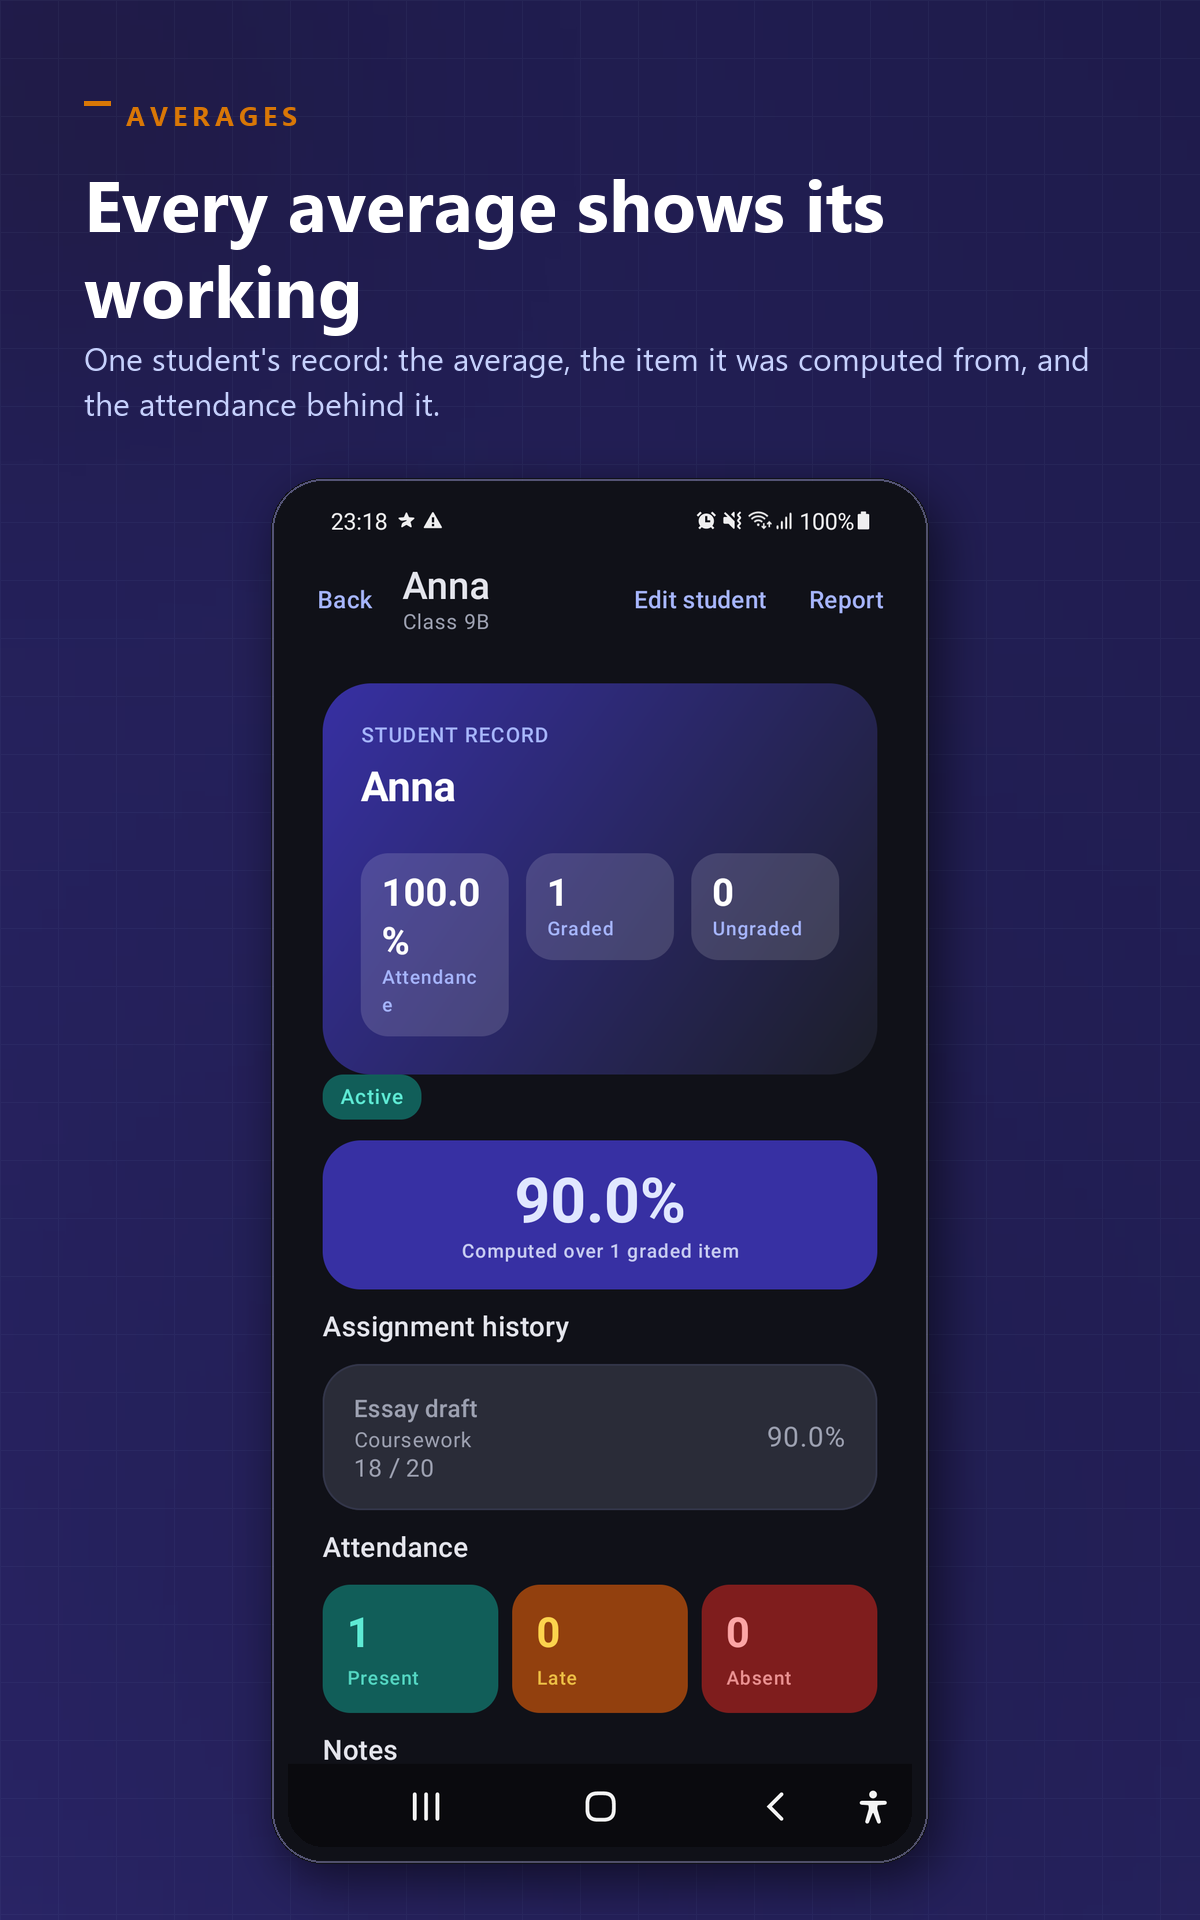 AVERAGES
Every average shows its
working
One student's record: the average, the item it was computed from, and
the attendance behind it.
23:18 100%
Back Anna Edit student Report
Class 9B
STUDENT RECORD
Anna
100.0
%
Attendanc
e
1
Graded
0
Ungraded
Active
90.0%
Computed over 1 graded item
Assignment history
Essay draft
Coursework
18 / 20
90.0%
Attendance
1
Present
0
Late
0
Absent
Notes